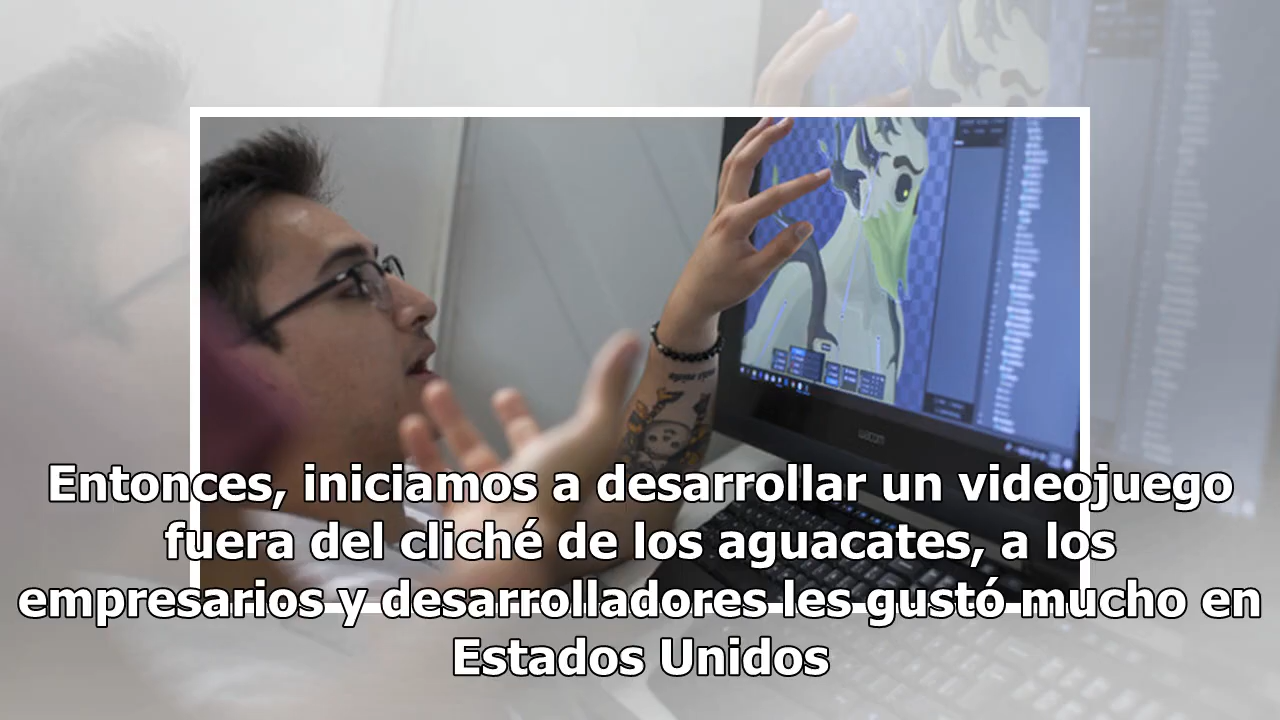 wacom
Entonces, iniciamos a desarrollar un videojuego
fuera del cliché de los aguacates, a los
empresarios y desarrolladores les gustó mucho en
Estados Unidos